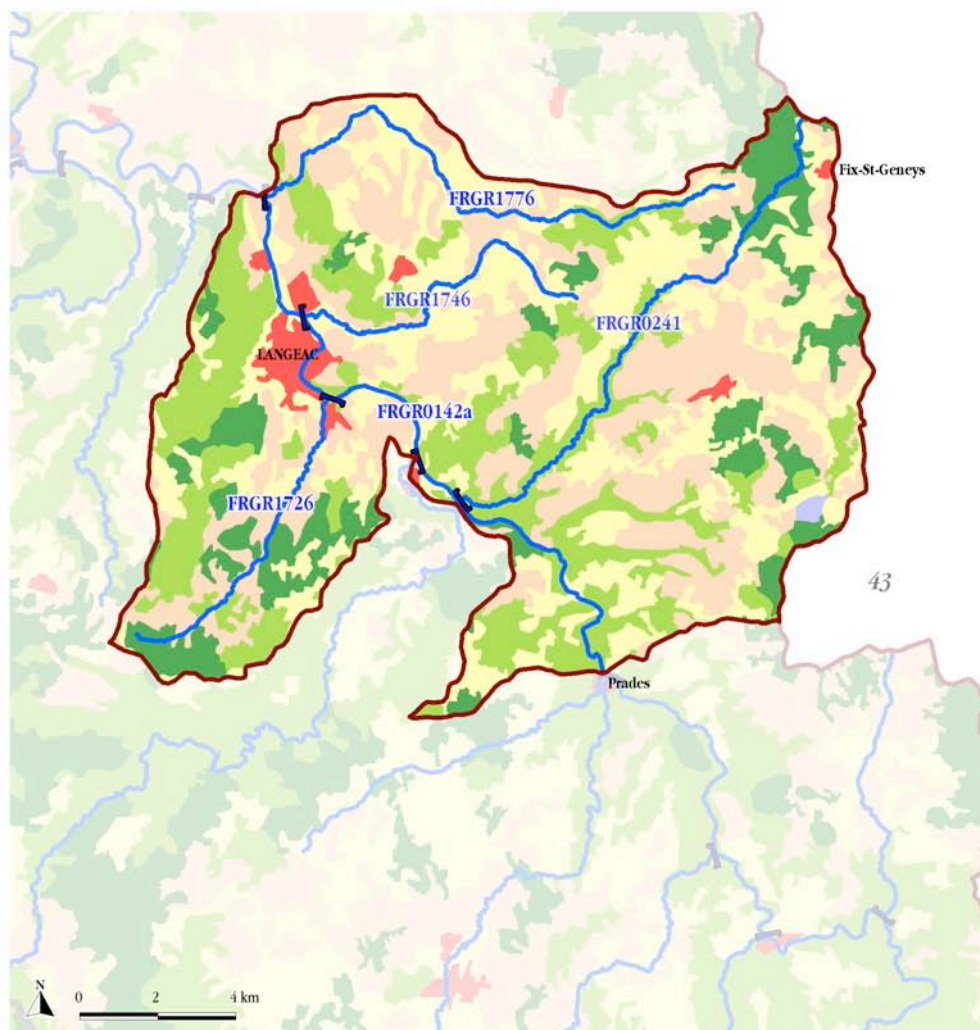 Fix-St-Geneys
FRGR1776
FRGR1746
FRGR0241
LANGEAC
FRGR0142a
FRGR1726
43
Prades
N
0 2 4 km